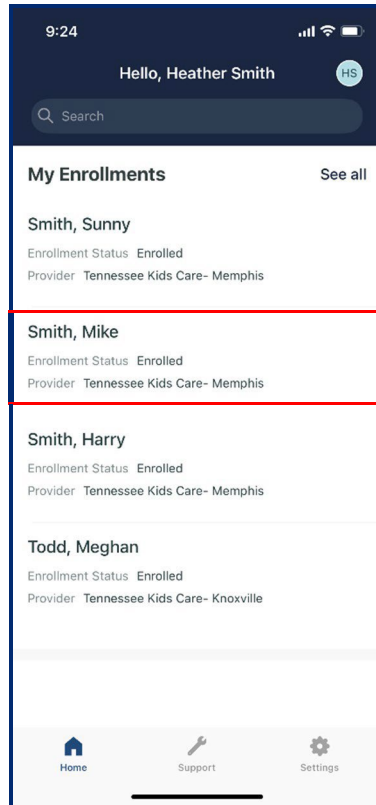 9:24
Hello, Heather Smith
HS
Search
My Enrollments See all
Smith, Sunny
Enrollment Status Enrolled
Provider Tennessee Kids Care- Memphis
Smith, Mike
Enrollment Status Enrolled
Provider Tennessee Kids Care- Memphis
Smith, Harry
Enrollment Status Enrolled
Provider Tennessee Kids Care- Memphis
Todd, Meghan
Enrollment Status Enrolled
Provider Tennessee Kids Care- Knoxville
Home Support Settings